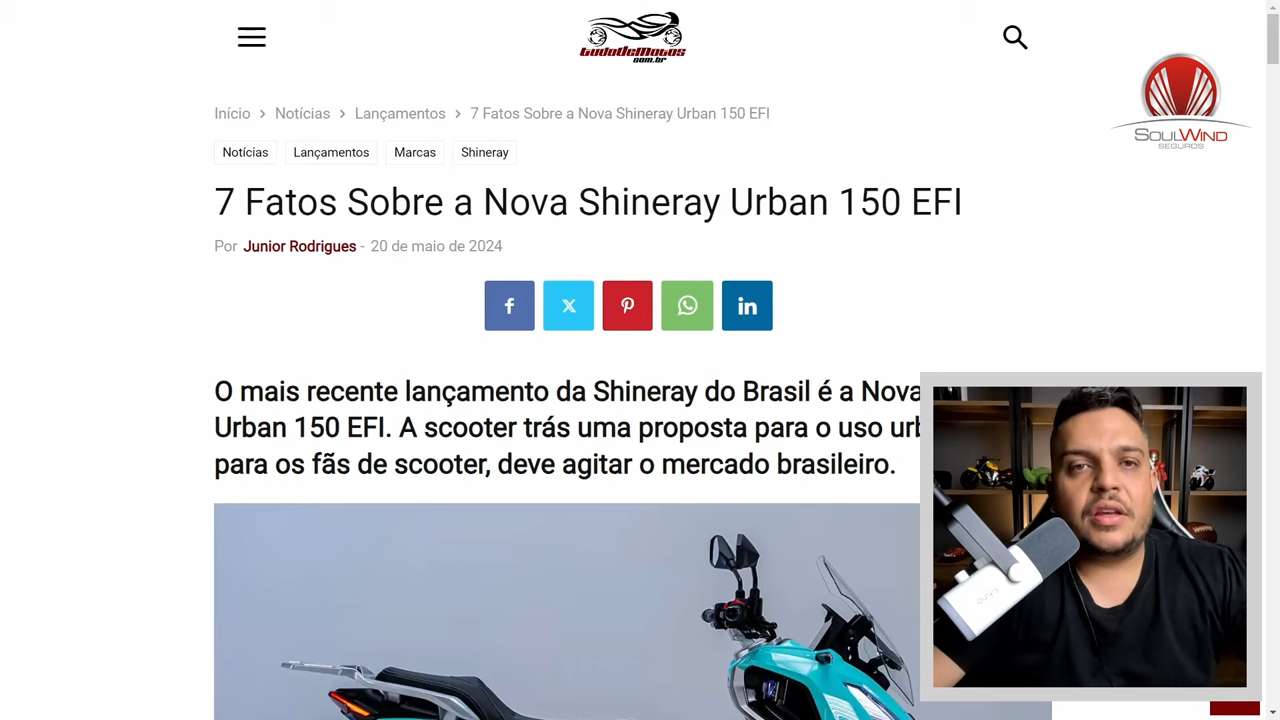 tudodemotos
.com.br
SOULWIND
SEGUROS
Início > Notícias > Lançamentos > 7 Fatos Sobre a Nova Shineray Urban 150 EFI
Notícias Lançamentos Marcas Shineray
7 Fatos Sobre a Nova Shineray Urban 150 EFI
Por Junior Rodrigues - 20 de maio de 2024
O mais recente lançamento da Shineray do Brasil é a Nova
Urban 150 EFI. A scooter trás uma proposta para o uso
para os fãs de scooter, deve agitar o mercado brasileiro.